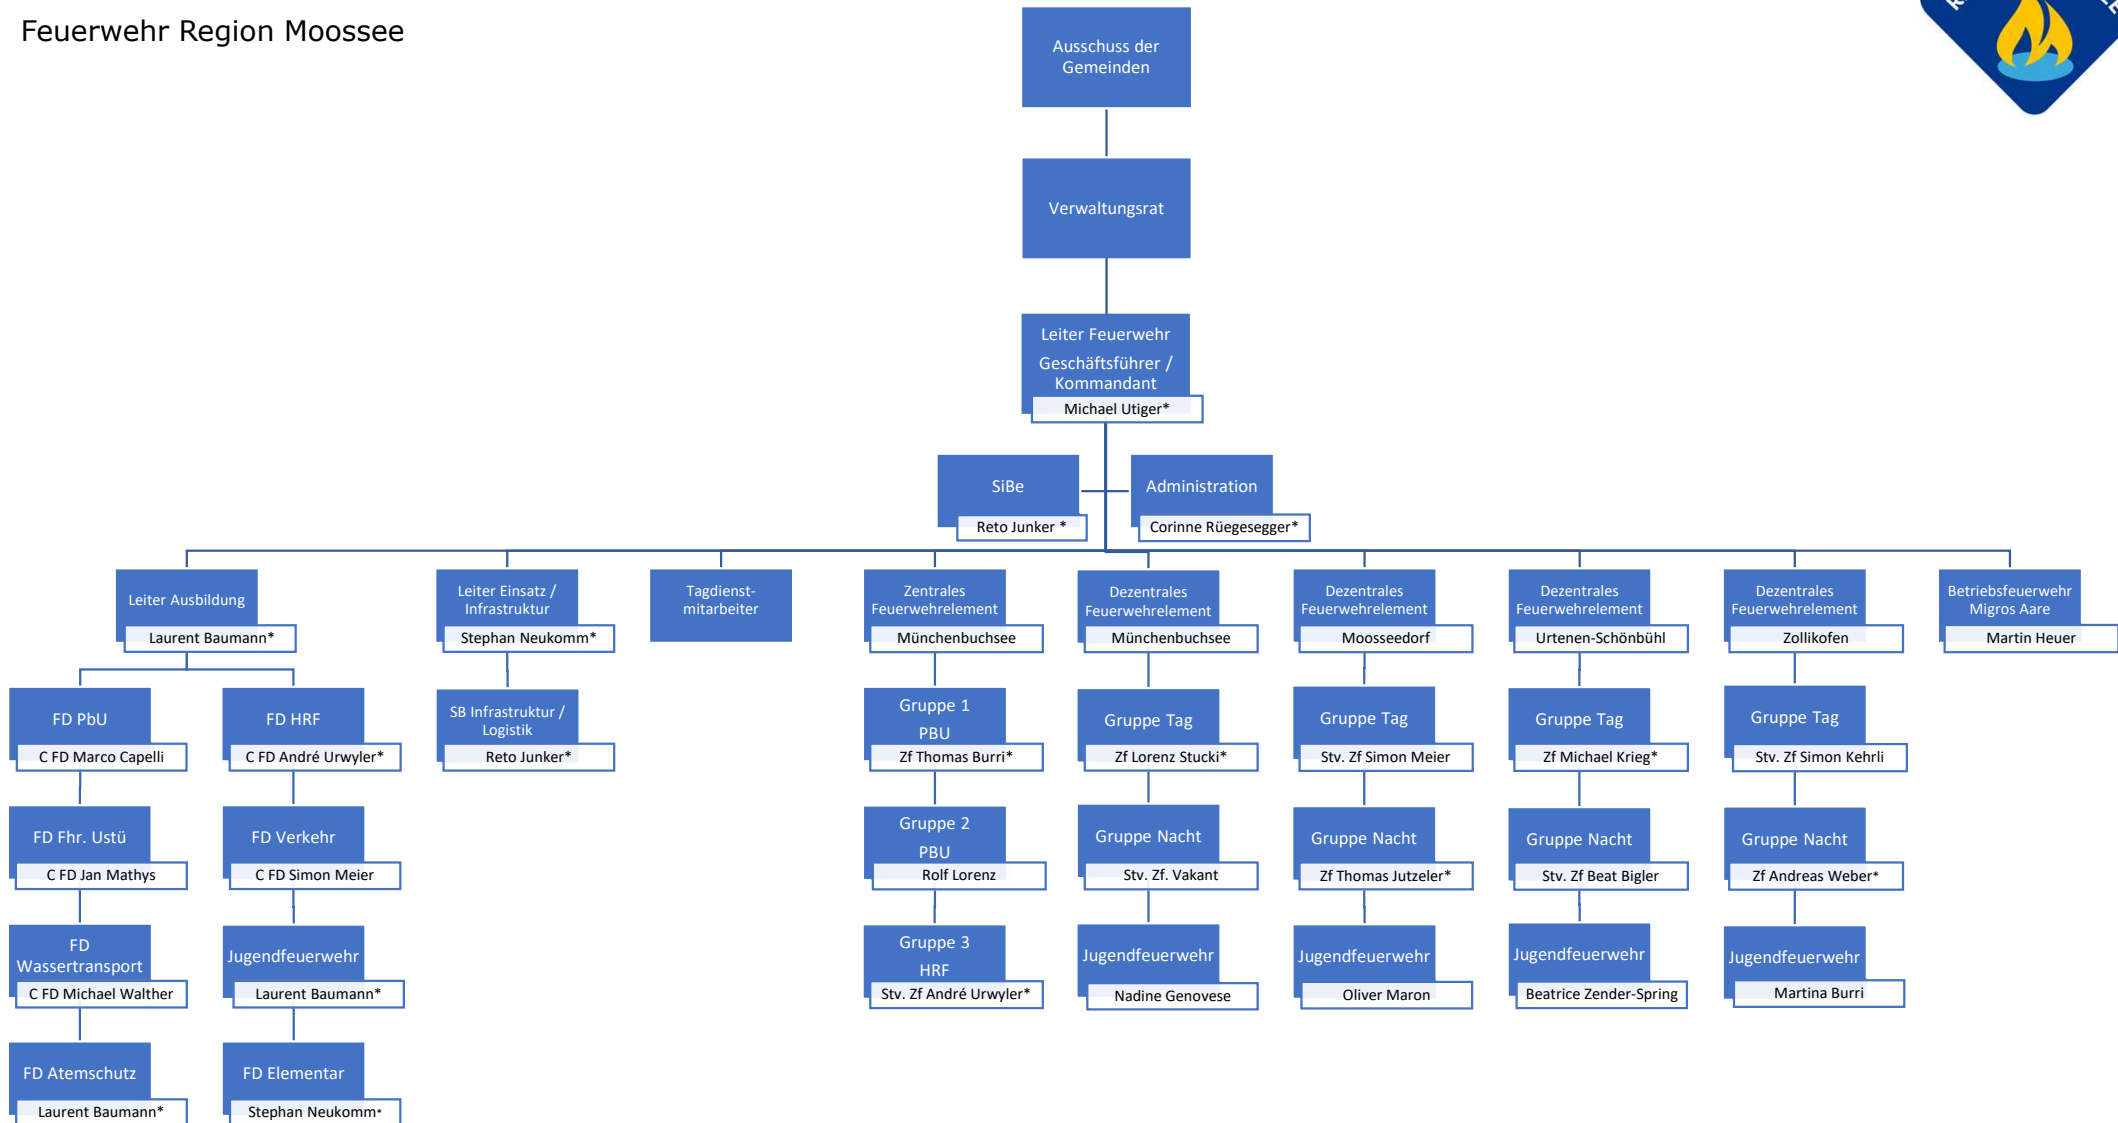 Feuerwehr Region Moossee
Ausschuss der
Gemeinden
Verwaltungsrat
Leiter Feuerwehr
Geschäftsführer /
Kommandant
Michael Utiger*
SiBe
Reto Junker *
Administration
Corinne Rüegesegger*
Leiter Ausbildung
Laurent Baumann*
FD PbU
C FD Marco Capelli
FD Fhr. Ustü
C FD Jan Mathys
FD
Wassertransport
C FD Michael Walther
FD Atemschutz
Laurent Baumann*
FD HRF
C FD André Urwyler*
FD Verkehr
C FD Simon Meier
Jugendfeuerwehr
Laurent Baumann*
FD Elementar
Stephan Neukomm*
Leiter Einsatz /
Infrastruktur
Stephan Neukomm*
SB Infrastruktur /
Logistik
Reto Junker*
Tagdienst-
mitarbeiter
Zentrales
Feuerwehrelement
Münchenbuchsee
Gruppe 1
PBU
Zf Thomas Burri*
Gruppe 2
PBU
Rolf Lorenz
Gruppe 3
HRF
Stv. Zf André Urwyler*
Dezentrales
Feuerwehrelement
Münchenbuchsee
Gruppe Tag
Zf Lorenz Stucki*
Gruppe Nacht
Stv. Zf. Vakant
Jugendfeuerwehr
Nadine Genovese
Dezentrales
Feuerwehrelement
Moosseedorf
Gruppe Tag
Stv. Zf Simon Meier
Gruppe Nacht
Zf Thomas Jutzeler*
Jugendfeuerwehr
Oliver Maron
Dezentrales
Feuerwehrelement
Urtenen-Schönbühl
Gruppe Tag
Zf Michael Krieg*
Gruppe Nacht
Stv. Zf Beat Bigler
Jugendfeuerwehr
Beatrice Zender-Spring
Dezentrales
Feuerwehrelement
Zollikofen
Gruppe Tag
Stv. Zf Simon Kehrli
Gruppe Nacht
Zf Andreas Weber*
Jugendfeuerwehr
Martina Burri
Betriebsfeuerwehr
Migros Aare
Martin Heuer